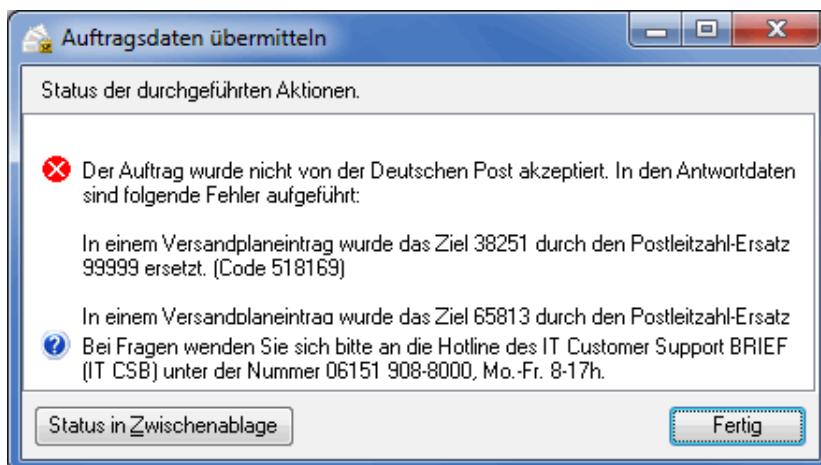 Auftragsdaten übermitteln
Status der durchgeführten Aktionen.
Der Auftrag wurde nicht von der Deutschen Post akzeptiert. In den Antwortdaten
sind folgende Fehler aufgeführt:
In einem Versandplaneintrag wurde das Ziel 38251 durch den Postleitzahl-Ersatz
99999 ersetzt. (Code 518169)
In einem Versandplaneintrag wurde das Ziel 65813 durch den Postleitzahl-Ersatz
Bei Fragen wenden Sie sich bitte an die Hotline des IT Customer Support BRIEF
(IT CSB) unter der Nummer 06151 908-8000, Mo.-Fr. 8-17h.
Status in Zwischenablage
Fertig